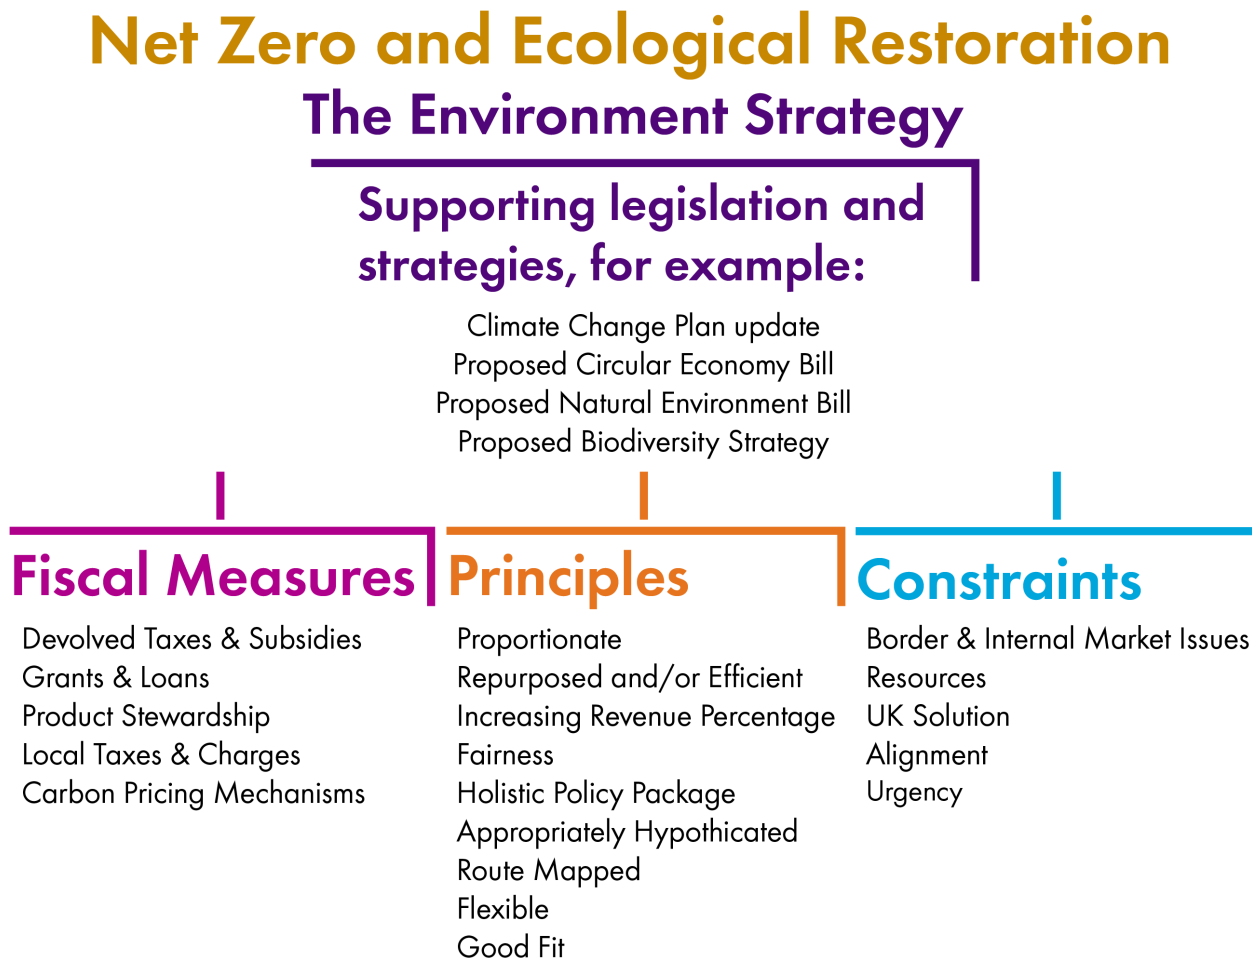 Net Zero and Ecological Restoration
The Environment Strategy
Supporting legislation and
strategies, for example:
Climate Change Plan update
Proposed Circular Economy Bill
Proposed Natural Environment Bill
Proposed Biodiversity Strategy
Fiscal Measures
Devolved Taxes & Subsidies
Grants & Loans
Product Stewardship
Local Taxes & Charges
Carbon Pricing Mechanisms
Principles
Proportionate
Repurposed and/or Efficient
Increasing Revenue Percentage
Fairness
Holistic Policy Package
Appropriately Hypothicated
Route Mapped
Flexible
Good Fit
Constraints
Border & Internal Market Issues
Resources
UK Solution
Alignment
Urgency